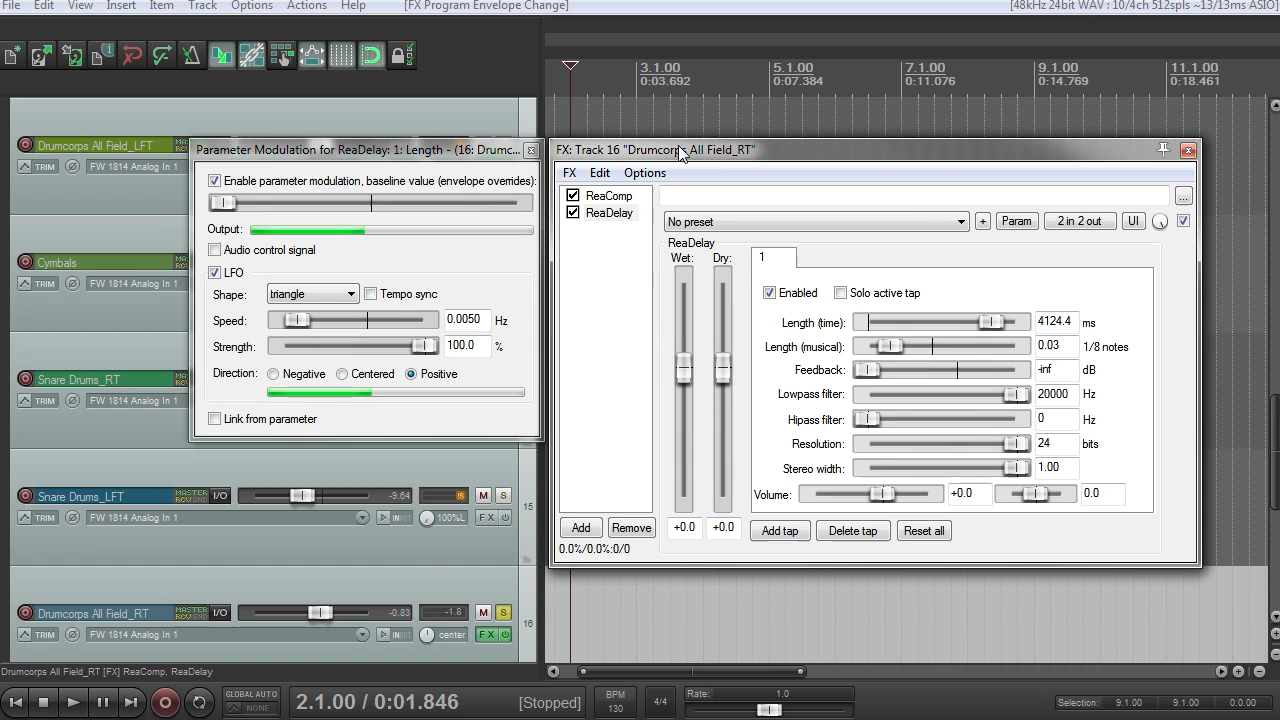 File Edit View Insert Item Track Options Actions Help [FX Program Envelope Change] [48kHz 24bit WAV : 10/4ch 512spls ~13/13ms ASIO]
3.1.00 5.1.00 7.1.00 9.1.00 11.1.00
0:03.692 0:07.384 0:11.076 0:14.769 0:18.461
Drumcorps All Field_LFT
TRIM FW 1814 Analog In 1
Cymbals
TRIM FW 1814 Analog In 1
Snare Drums_RT
TRIM FW 1814 Analog In 1
Snare Drums_LFT MASTER I/O -9.64 M S
15
TRIM FW 1814 Analog In 1 IN 100%L FX
Drumcorps All Field_RT MASTER RCV SND I/O -0.83 -1.8 M S
16
TRIM FW 1814 Analog In 1 IN center FX
Parameter Modulation for ReaDelay: 1: Length - (16: Drumc...
Enable parameter modulation, baseline value (envelope overrides):
Output:
Audio control signal
LFO
Shape: triangle Tempo sync
Speed: 0.0050 Hz
Strength: 100.0 %
Direction: Negative Centered Positive
Link from parameter
FX: Track 16 "Drumcorps All Field_RT"
FX Edit Options
ReaComp
ReaDelay
...
No preset + Param 2 in 2 out UI
ReaDelay
Wet: Dry: 1
Enabled Solo active tap
Length (time): 4124.4 ms
Length (musical): 0.03 1/8 notes
Feedback: -inf dB
Lowpass filter: 20000 Hz
Hipass filter: 0 Hz
Resolution: 24 bits
Stereo width: 1.00
Volume: +0.0 0.0
Add Remove +0.0 +0.0 Add tap Delete tap Reset all
0.0%/0.0%:0/0
Drumcorps All Field_RT [FX] ReaComp, ReaDelay
GLOBAL AUTO
NONE
2.1.00 / 0:01.846 [Stopped]
BPM
130
4/4
Rate: 1.0
Selection: 9.1.00 9.1.00 0.0.00